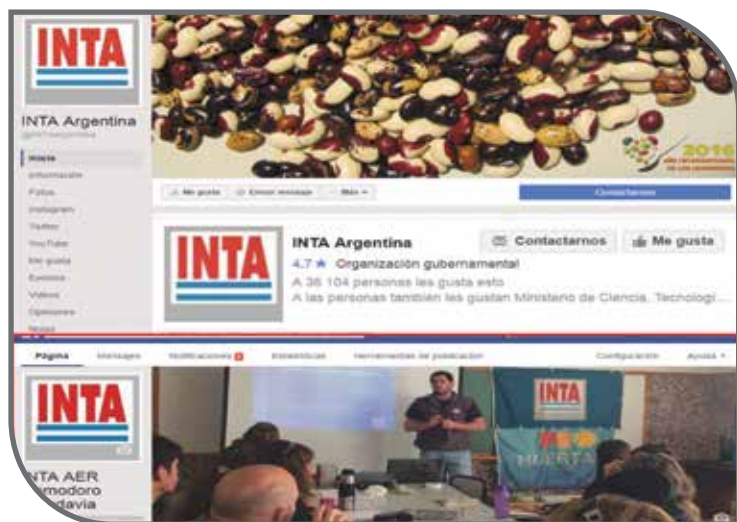 INTA
INTA Argentina
Inicio
Información
Fotos
Instagram
Twitter
YouTube
Me gusta
Eventos
Videos
Opiniones
Notas
2016
Me gusta
Enviar mensaje
Más
Contactarnos
INTA
INTA Argentina
4,7 ★ Organización gubernamental
A 36 104 personas les gusta esto
A las personas también les gustan Ministerio de Ciencia, Tecnologí...
Contactarnos
Me gusta
Página Mensajes Notificaciones Estadísticas Herramientas de publicación Configuración Ayuda
INTA
NTA AER
modoro
davia
INTA
HUERTA